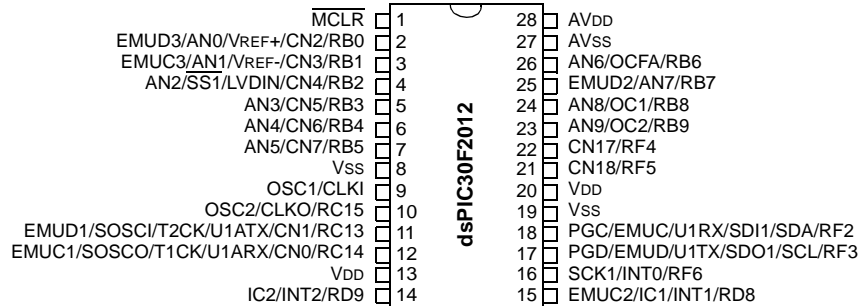 MCLR 1 28 AVDD
EMUD3/AN0/VREF+/CN2/RB0 2 27 AVSS
EMUC3/AN1/VREF-/CN3/RB1 3 26 AN6/OCFA/RB6
AN2/SS1/LVDIN/CN4/RB2 4 25 EMUD2/AN7/RB7
AN3/CN5/RB3 5 24 AN8/OC1/RB8
AN4/CN6/RB4 6 23 AN9/OC2/RB9
AN5/CN7/RB5 7 22 CN17/RF4
VSS 8 21 CN18/RF5
OSC1/CLKI 9 20 VDD
OSC2/CLKO/RC15 10 19 VSS
EMUD1/SOSCI/T2CK/U1ATX/CN1/RC13 11 18 PGC/EMUC/U1RX/SDI1/SDA/RF2
EMUC1/SOSCO/T1CK/U1ARX/CN0/RC14 12 17 PGD/EMUD/U1TX/SDO1/SCL/RF3
VDD 13 16 SCK1/INT0/RF6
IC2/INT2/RD9 14 15 EMUC2/IC1/INT1/RD8
dsPIC30F2012